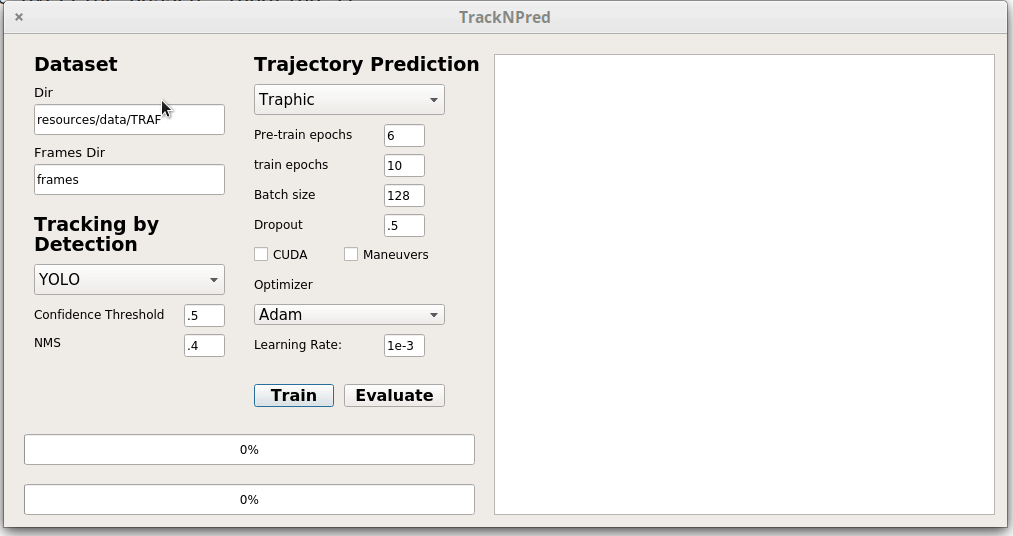 TrackNPred
Dataset
Dir
resources/data/TRAF
Frames Dir
frames
Tracking by
Detection
YOLO
Confidence Threshold .5
NMS .4
Trajectory Prediction
Traphic
Pre-train epochs 6
train epochs 10
Batch size 128
Dropout .5
CUDA Maneuvers
Optimizer
Adam
Learning Rate: 1e-3
Train Evaluate
0%
0%